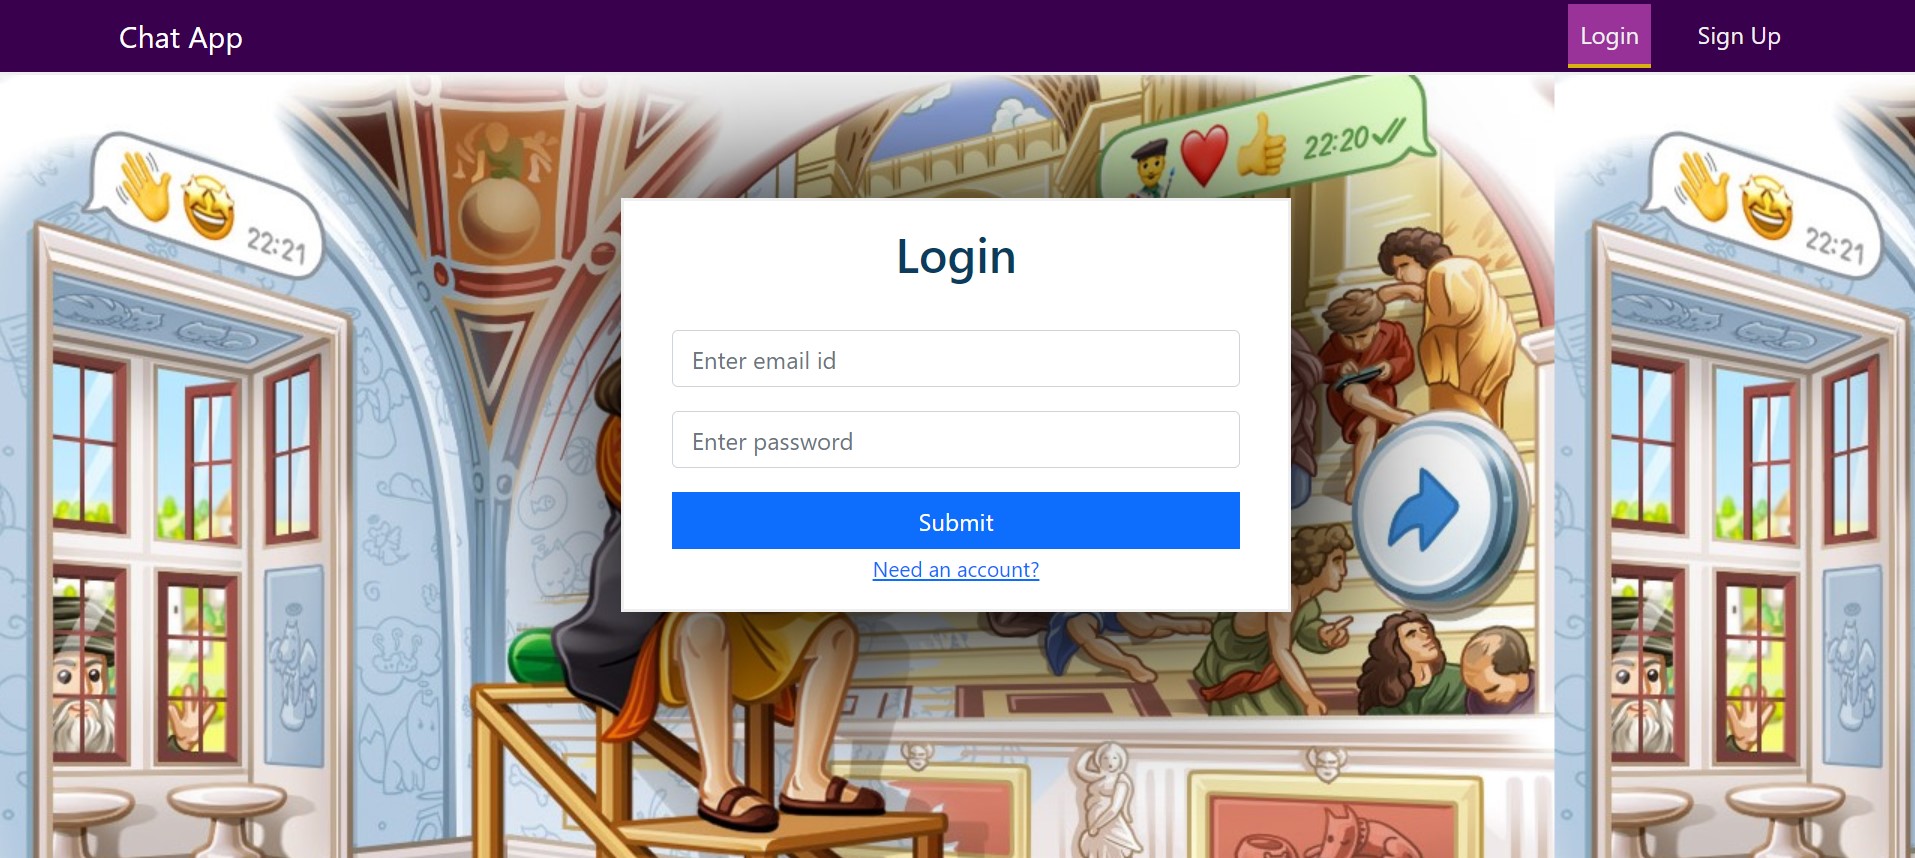 Chat App
Login
Sign Up
22:20
22:21
22:21
Login
Enter email id
Enter password
Submit
Need an account?